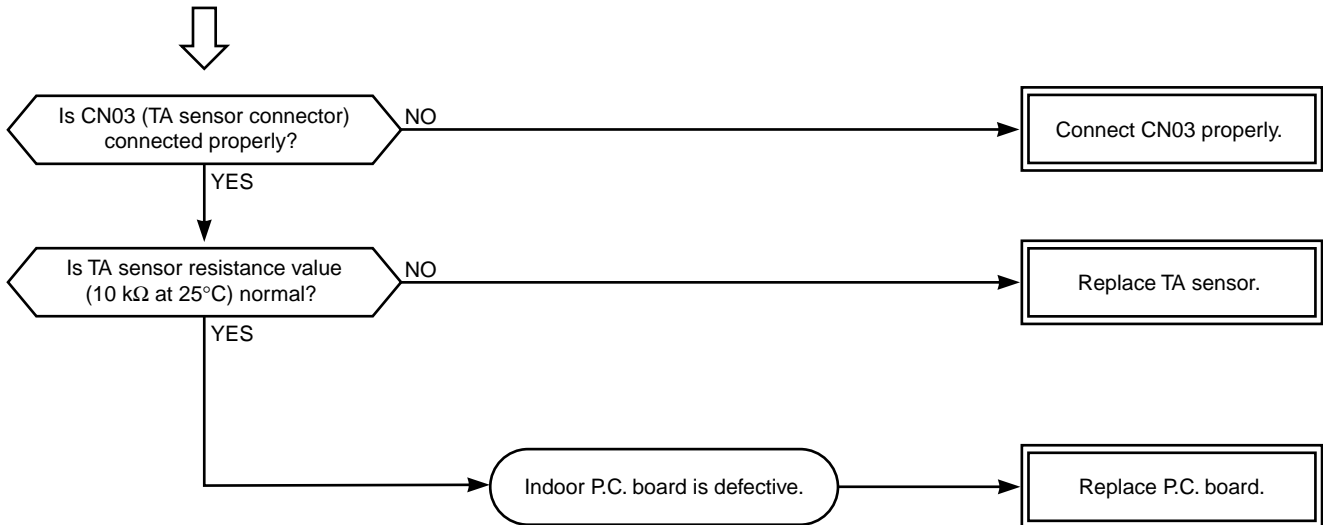 Is CN03 (TA sensor connector)
connected properly?
NO
Connect CN03 properly.
YES
Is TA sensor resistance value
(10 kΩ at 25°C) normal?
NO
Replace TA sensor.
YES
Indoor P.C. board is defective.
Replace P.C. board.